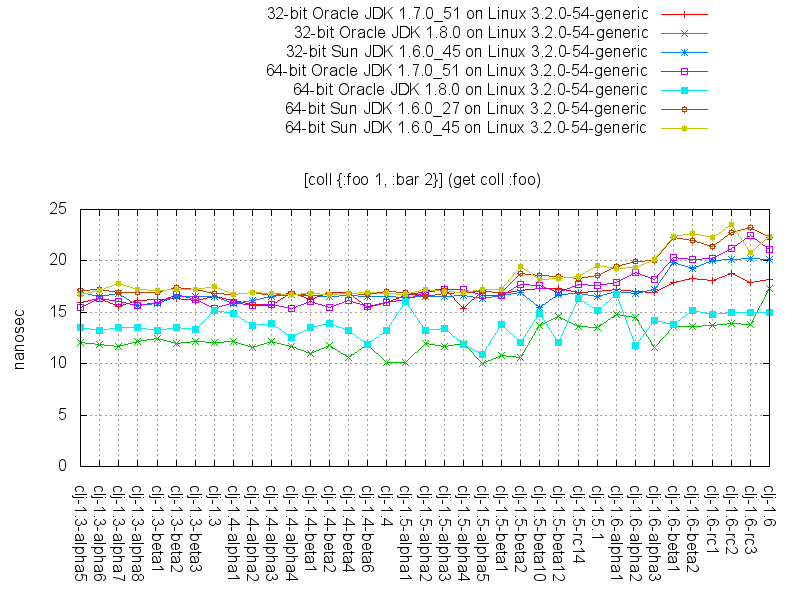 32-bit Oracle JDK 1.7.0_51 on Linux 3.2.0-54-generic
32-bit Oracle JDK 1.8.0 on Linux 3.2.0-54-generic
32-bit Sun JDK 1.6.0_45 on Linux 3.2.0-54-generic
64-bit Oracle JDK 1.7.0_51 on Linux 3.2.0-54-generic
64-bit Oracle JDK 1.8.0 on Linux 3.2.0-54-generic
64-bit Sun JDK 1.6.0_27 on Linux 3.2.0-54-generic
64-bit Sun JDK 1.6.0_45 on Linux 3.2.0-54-generic
[coll {:foo 1, :bar 2}] (get coll :foo)
nanosec
25
20
15
10
5
0
clj-1.3-alpha5
clj-1.3-alpha6
clj-1.3-alpha7
clj-1.3-alpha8
clj-1.3-beta1
clj-1.3-beta2
clj-1.3-beta3
clj-1.3
clj-1.4-alpha1
clj-1.4-alpha2
clj-1.4-alpha3
clj-1.4-alpha4
clj-1.4-beta1
clj-1.4-beta2
clj-1.4-beta4
clj-1.4-beta6
clj-1.4
clj-1.5-alpha1
clj-1.5-alpha2
clj-1.5-alpha3
clj-1.5-alpha4
clj-1.5-alpha5
clj-1.5-beta1
clj-1.5-beta2
clj-1.5-beta10
clj-1.5-beta12
clj-1.5-rc14
clj-1.5.1
clj-1.6-alpha1
clj-1.6-alpha2
clj-1.6-alpha3
clj-1.6-beta1
clj-1.6-beta2
clj-1.6-rc1
clj-1.6-rc2
clj-1.6-rc3
clj-1.6